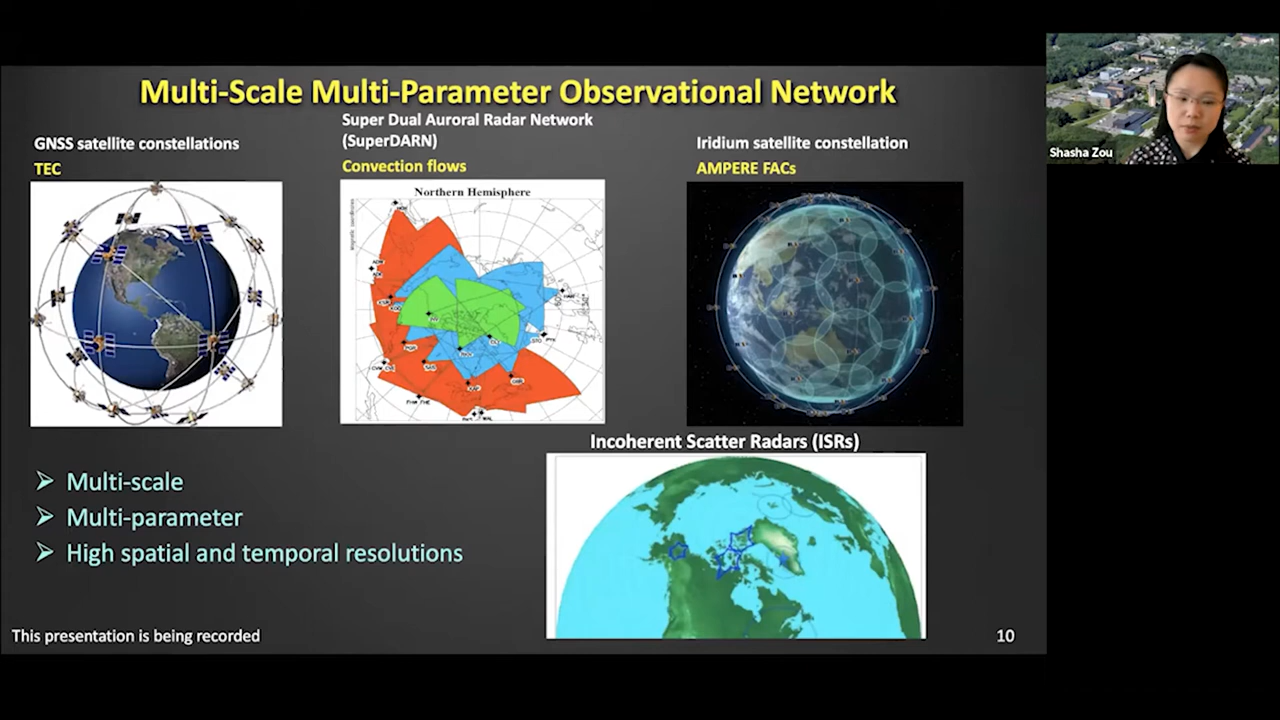 Multi-Scale Multi-Parameter Observational Network
GNSS satellite constellations
TEC
Super Dual Auroral Radar Network
(SuperDARN)
Convection flows
Iridium satellite constellation
AMPERE FACs
Northern Hemisphere
Incoherent Scatter Radars (ISRs)
➢ Multi-scale
➢ Multi-parameter
➢ High spatial and temporal resolutions
This presentation is being recorded
10
Shasha Zou